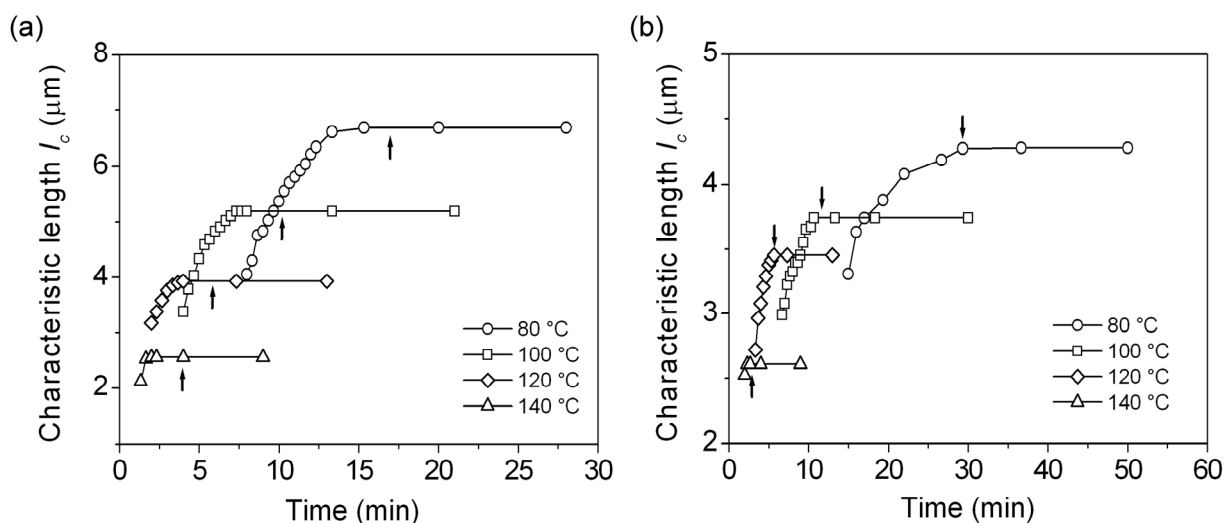 (a)
8
6
4
2
Characteristic length l_c (μm)
80 °C
100 °C
120 °C
140 °C
0 5 10 15 20 25 30
Time (min)
(b)
5
4
3
2
Characteristic length l_c (μm)
80 °C
100 °C
120 °C
140 °C
0 10 20 30 40 50 60
Time (min)